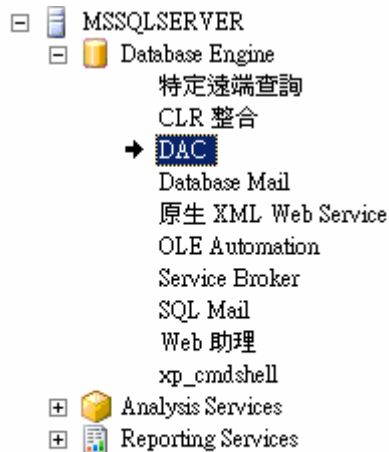 MSSQLSERVER
Database Engine
特定遠端查詢
CLR 整合
DAC
Database Mail
原生 XML Web Service
OLE Automation
Service Broker
SQL Mail
Web 助理
xp_cmdshell
Analysis Services
Reporting Services